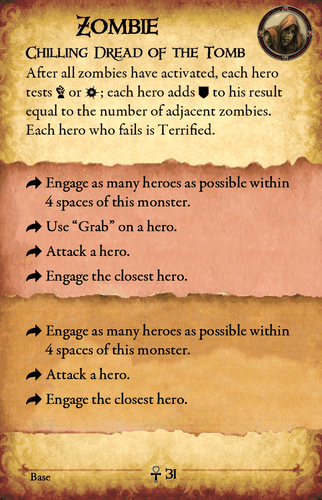 Zombie
Chilling Dread of the Tomb
After all zombies have activated, each hero
tests or ; each hero adds to his result
equal to the number of adjacent zombies.
Each hero who fails is Terrified.
Engage as many heroes as possible within
4 spaces of this monster.
Use “Grab” on a hero.
Attack a hero.
Engage the closest hero.
Engage as many heroes as possible within
4 spaces of this monster.
Attack a hero.
Engage the closest hero.
Base
31